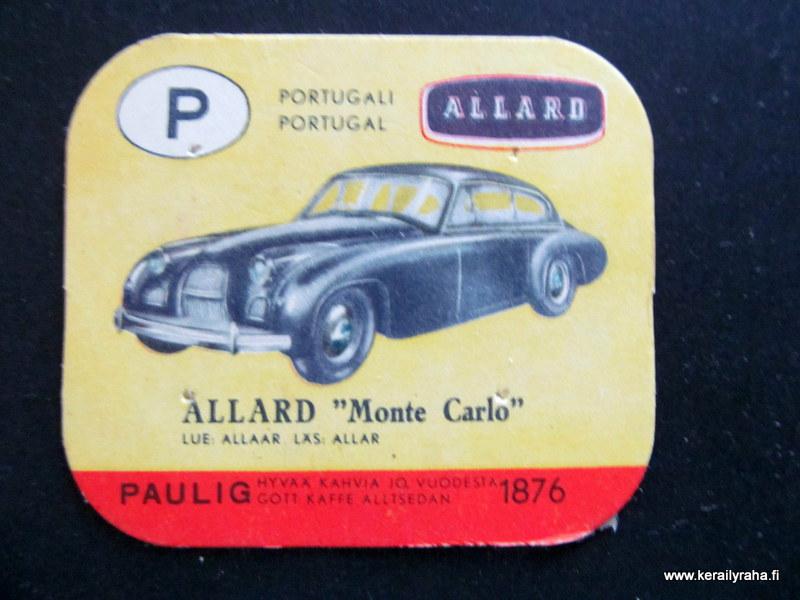 P
PORTUGALI
PORTUGAL
ALLARD
ALLARD "Monte Carlo"
LUE: ALLAAR. LÄS: ALLAR
PAULIG
HYVÄÄ KAHVIA JO VUODESTA
GOTT KAFFE ALLTSEDAN
1876
www.kerailyraha.fi